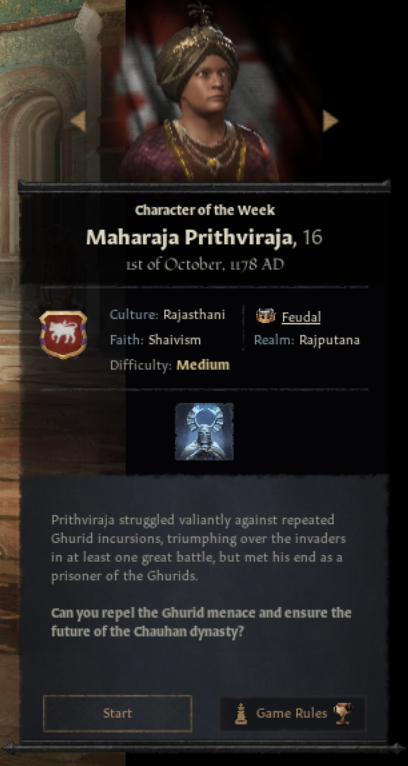 Character of the Week
Maharaja Prithviraja, 16
1st of October, 1178 AD
Culture: Rajasthani
Feudal
Faith: Shaivism
Realm: Rajputana
Difficulty: Medium
Prithviraja struggled valiantly against repeated
Ghurid incursions, triumphing over the invaders
in at least one great battle, but met his end as a
prisoner of the Ghurids.
Can you repel the Ghurid menace and ensure the
future of the Chauhan dynasty?
Start
Game Rules